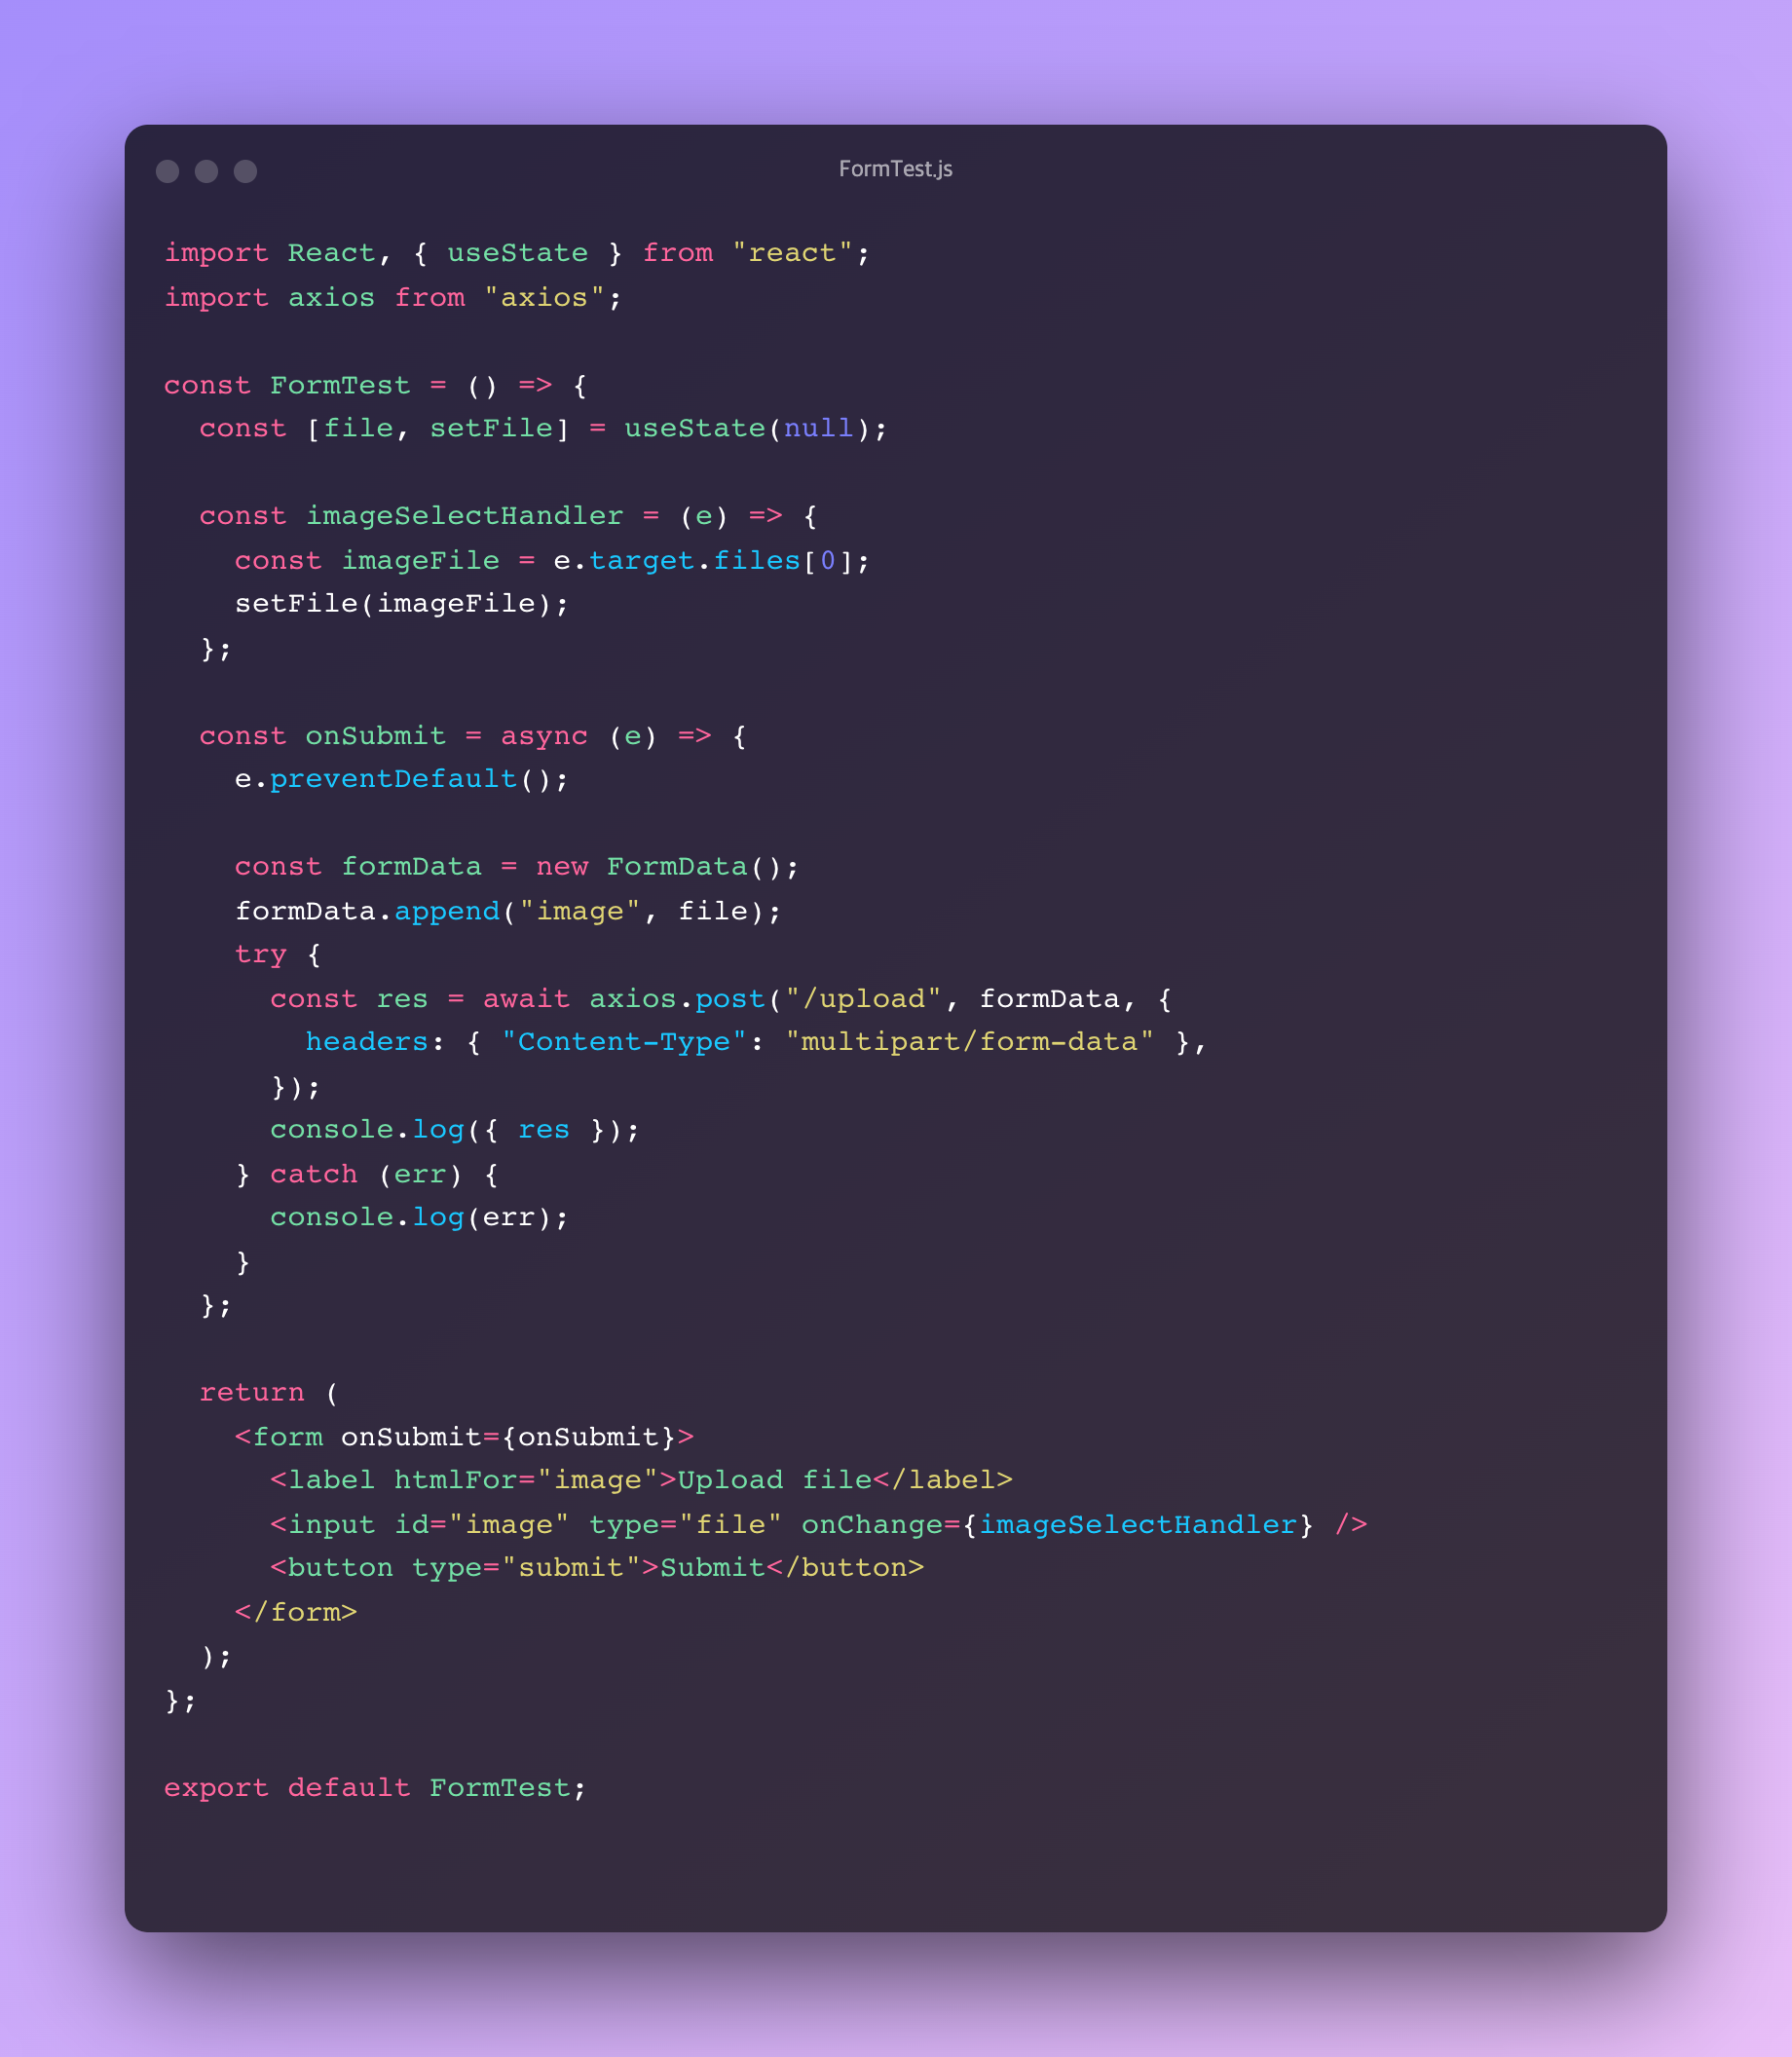 FormTest.js
import React, { useState } from "react";
import axios from "axios";

const FormTest = () => {
  const [file, setFile] = useState(null);

  const imageSelectHandler = (e) => {
    const imageFile = e.target.files[0];
    setFile(imageFile);
  };

  const onSubmit = async (e) => {
    e.preventDefault();

    const formData = new FormData();
    formData.append("image", file);
    try {
      const res = await axios.post("/upload", formData, {
        headers: { "Content-Type": "multipart/form-data" },
      });
      console.log({ res });
    } catch (err) {
      console.log(err);
    }
  };

  return (
    <form onSubmit={onSubmit}>
      <label htmlFor="image">Upload file</label>
      <input id="image" type="file" onChange={imageSelectHandler} />
      <button type="submit">Submit</button>
    </form>
  );
};

export default FormTest;